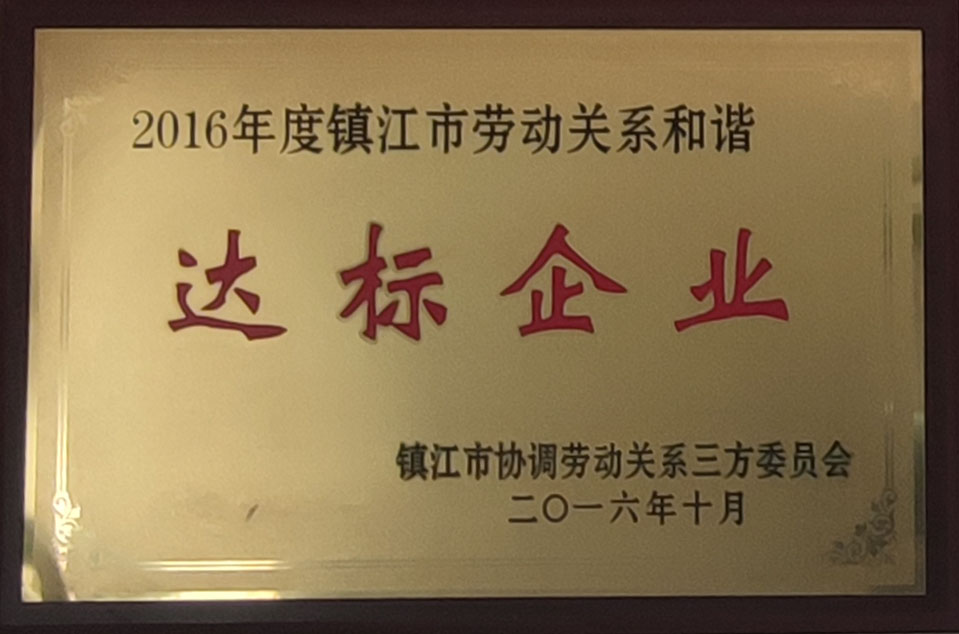 2016年度镇江市劳动关系和谐
达标企业
镇江市协调劳动关系三方委员会
二〇一六年十月